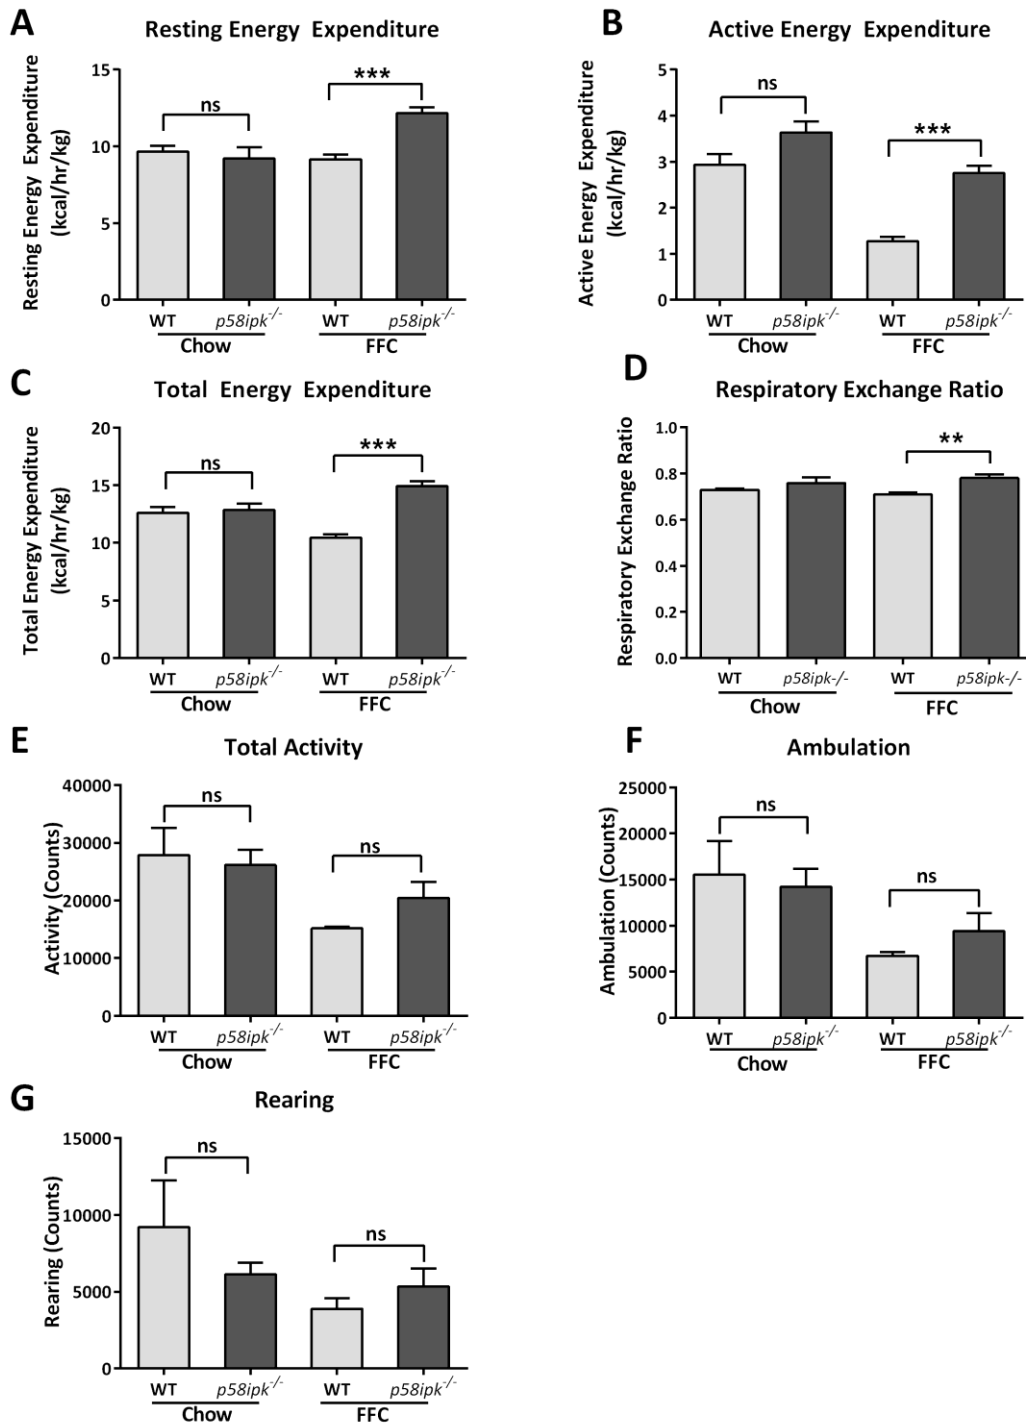 A
Resting Energy Expenditure
Resting Energy Expenditure
(kcal/hr/kg)
15
10
5
0
ns
***
WT p58ipk-/- WT p58ipk-/-
Chow FFC
B
Active Energy Expenditure
Active Energy Expenditure
(kcal/hr/kg)
5
4
3
2
1
0
ns
***
WT p58ipk-/- WT p58ipk-/-
Chow FFC
C
Total Energy Expenditure
Total Energy Expenditure
(kcal/hr/kg)
20
15
10
5
0
ns
***
WT p58ipk-/- WT p58ipk-/-
Chow FFC
D
Respiratory Exchange Ratio
Respiratory Exchange Ratio
1.0
0.8
0.6
0.4
0.2
0.0
**
WT p58ipk-/- WT p58ipk-/-
Chow FFC
E
Total Activity
Activity (Counts)
40000
30000
20000
10000
0
ns
ns
WT p58ipk-/- WT p58ipk-/-
Chow FFC
F
Ambulation
Ambulation (Counts)
25000
20000
15000
10000
5000
0
ns
ns
WT p58ipk-/- WT p58ipk-/-
Chow FFC
G
Rearing
Rearing (Counts)
15000
10000
5000
0
ns
ns
WT p58ipk-/- WT p58ipk-/-
Chow FFC